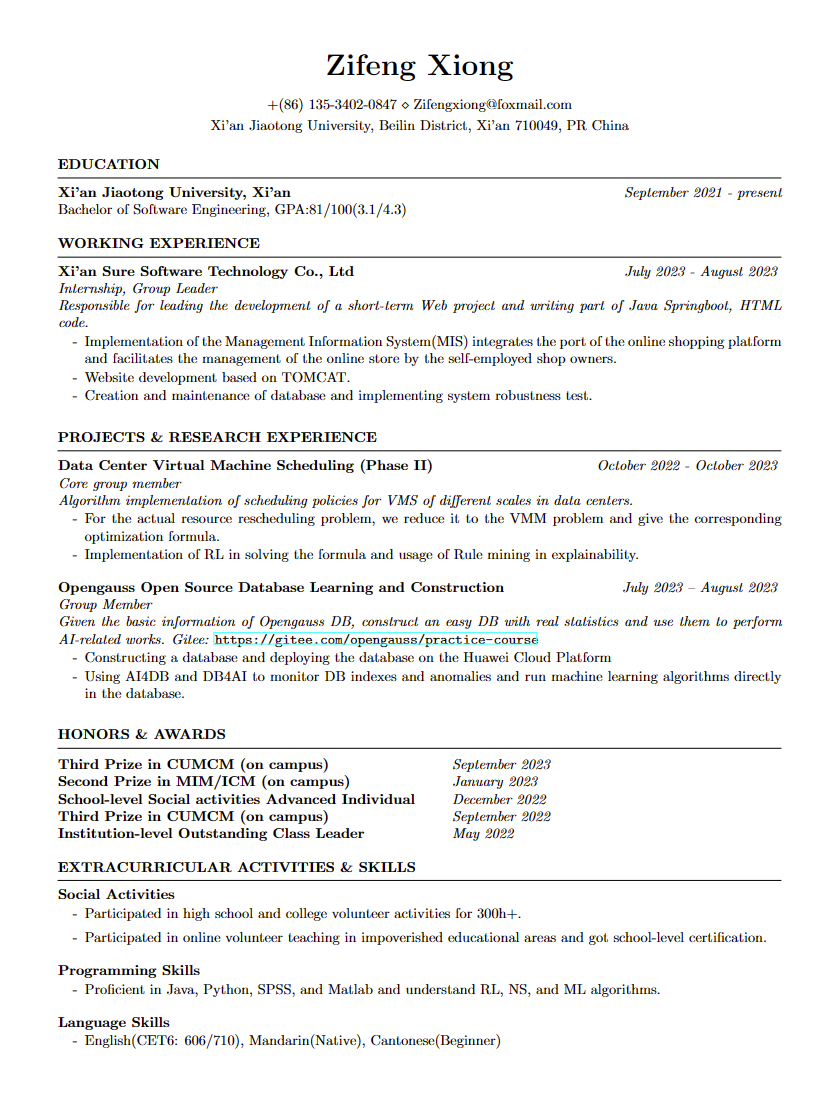 Zifeng Xiong
+(86) 135-3402-0847 ⋄ Zifengxiong@foxmail.com
Xi'an Jiaotong University, Beilin District, Xi'an 710049, PR China
EDUCATION
Xi'an Jiaotong University, Xi'an September 2021 - present
Bachelor of Software Engineering, GPA:81/100(3.1/4.3)
WORKING EXPERIENCE
Xi'an Sure Software Technology Co., Ltd July 2023 - August 2023
Internship, Group Leader
Responsible for leading the development of a short-term Web project and writing part of Java Springboot, HTML
code.
- Implementation of the Management Information System(MIS) integrates the port of the online shopping platform
and facilitates the management of the online store by the self-employed shop owners.
- Website development based on TOMCAT.
- Creation and maintenance of database and implementing system robustness test.
PROJECTS & RESEARCH EXPERIENCE
Data Center Virtual Machine Scheduling (Phase II) October 2022 - October 2023
Core group member
Algorithm implementation of scheduling policies for VMS of different scales in data centers.
- For the actual resource rescheduling problem, we reduce it to the VMM problem and give the corresponding
optimization formula.
- Implementation of RL in solving the formula and usage of Rule mining in explainability.
Opengauss Open Source Database Learning and Construction July 2023 – August 2023
Group Member
Given the basic information of Opengauss DB, construct an easy DB with real statistics and use them to perform
AI-related works. Gitee: https://gitee.com/opengauss/practice-course
- Constructing a database and deploying the database on the Huawei Cloud Platform
- Using AI4DB and DB4AI to monitor DB indexes and anomalies and run machine learning algorithms directly
in the database.
HONORS & AWARDS
Third Prize in CUMCM (on campus) September 2023
Second Prize in MIM/ICM (on campus) January 2023
School-level Social activities Advanced Individual December 2022
Third Prize in CUMCM (on campus) September 2022
Institution-level Outstanding Class Leader May 2022
EXTRACURRICULAR ACTIVITIES & SKILLS
Social Activities
- Participated in high school and college volunteer activities for 300h+.
- Participated in online volunteer teaching in impoverished educational areas and got school-level certification.
Programming Skills
- Proficient in Java, Python, SPSS, and Matlab and understand RL, NS, and ML algorithms.
Language Skills
- English(CET6: 606/710), Mandarin(Native), Cantonese(Beginner)